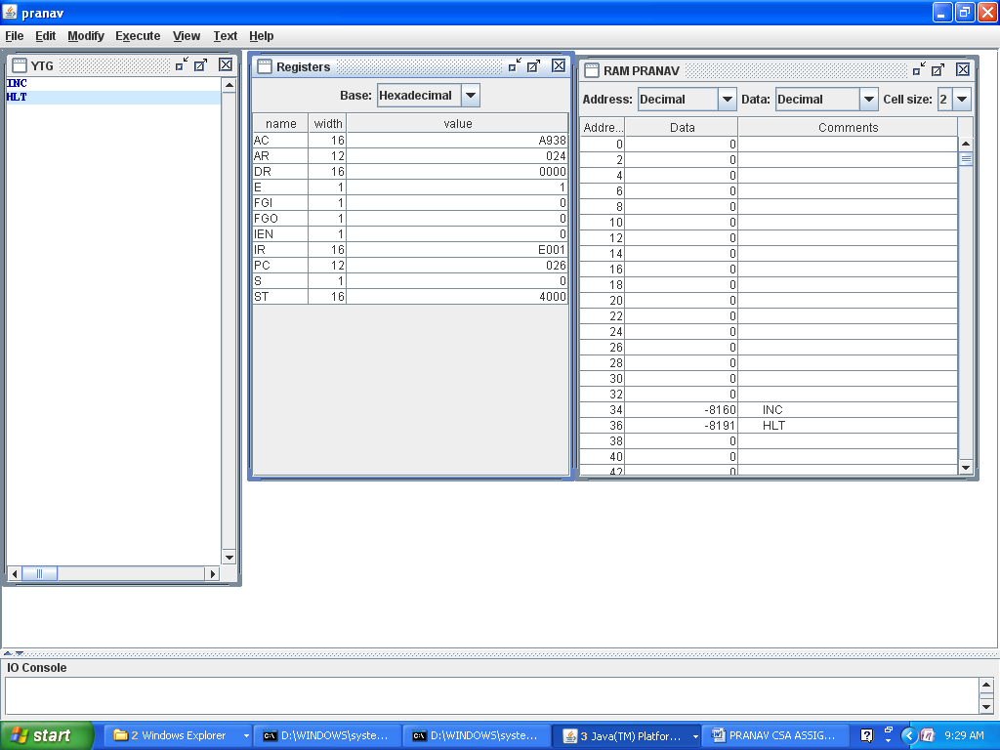 pranav
File Edit Modify Execute View Text Help
YTG
INC
HLT
Registers
Base: Hexadecimal
name width value
AC 16 A938
AR 12 024
DR 16 0000
E 1 1
FGI 1 0
FGO 1 0
IEN 1 0
IR 16 E001
PC 12 026
S 1 0
ST 16 4000
RAM PRANAV
Address: Decimal Data: Decimal Cell size: 2
Addre... Data Comments
0 0
2 0
4 0
6 0
8 0
10 0
12 0
14 0
16 0
18 0
20 0
22 0
24 0
26 0
28 0
30 0
32 0
34 -8160 INC
36 -8191 HLT
38 0
40 0
42 0
IO Console
start 2 Windows Explorer D:\WINDOWS\syste... D:\WINDOWS\syste... 3 Java(TM) Platfor... PRANAV CSA ASSIG... 9:29 AM